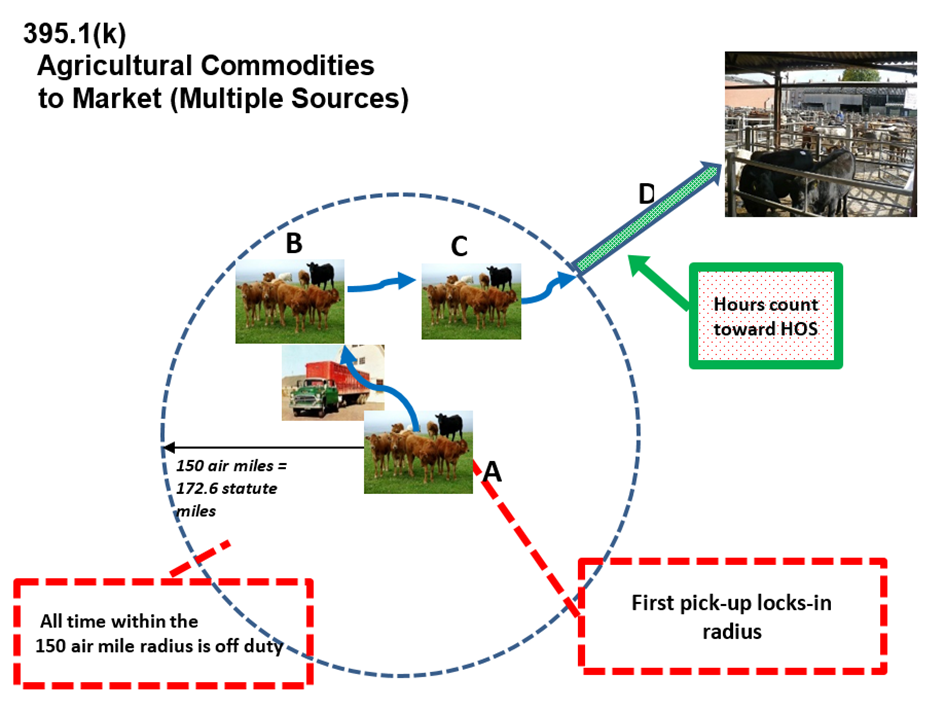 395.1(k)
Agricultural Commodities
to Market (Multiple Sources)
D
B
C
Hours count
toward HOS
150 air miles =
172.6 statute
miles
A
First pick-up locks-in
radius
All time within the
150 air mile radius is off duty